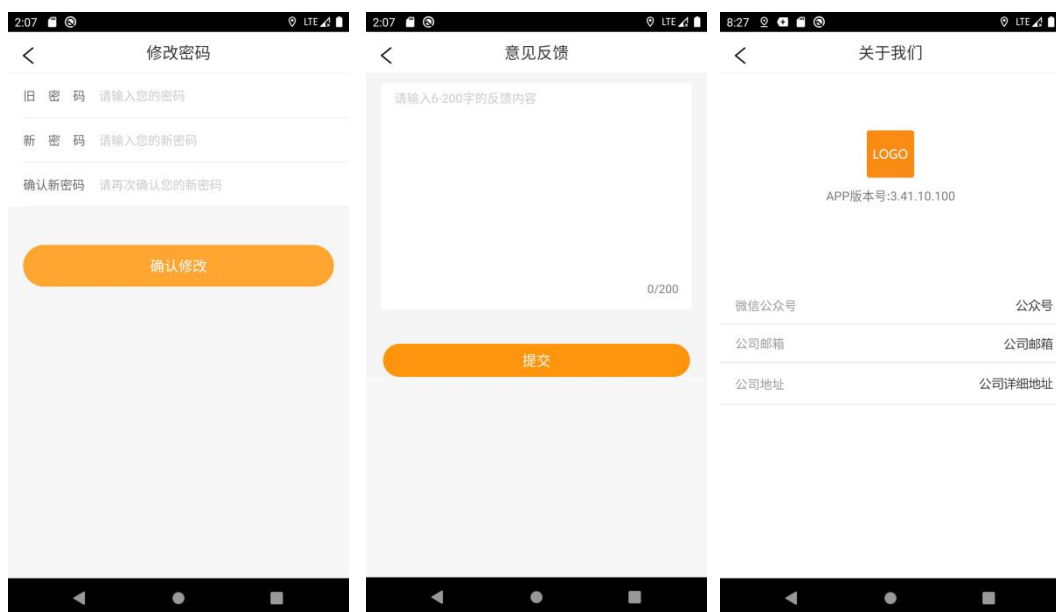 2:07
LTE
修改密码
旧 密 码 请输入您的密码
新 密 码 请输入您的新密码
确认新密码 请再次确认您的新密码
确认修改
2:07
LTE
意见反馈
请输入6-200字的反馈内容
0/200
提交
8:27
LTE
关于我们
LOGO
APP版本号:3.41.10.100
微信公众号 公众号
公司邮箱 公司邮箱
公司地址 公司详细地址